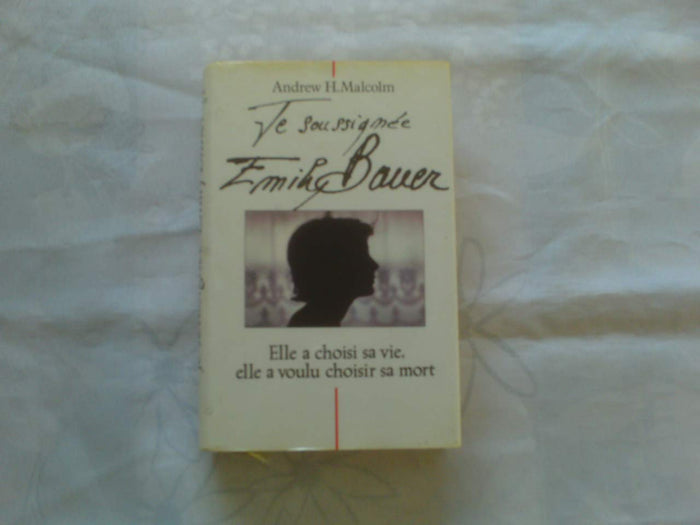 Andrew H. Malcolm
Je soussignée
Emily Bauer
Elle a choisi sa vie,
elle a voulu choisir sa mort